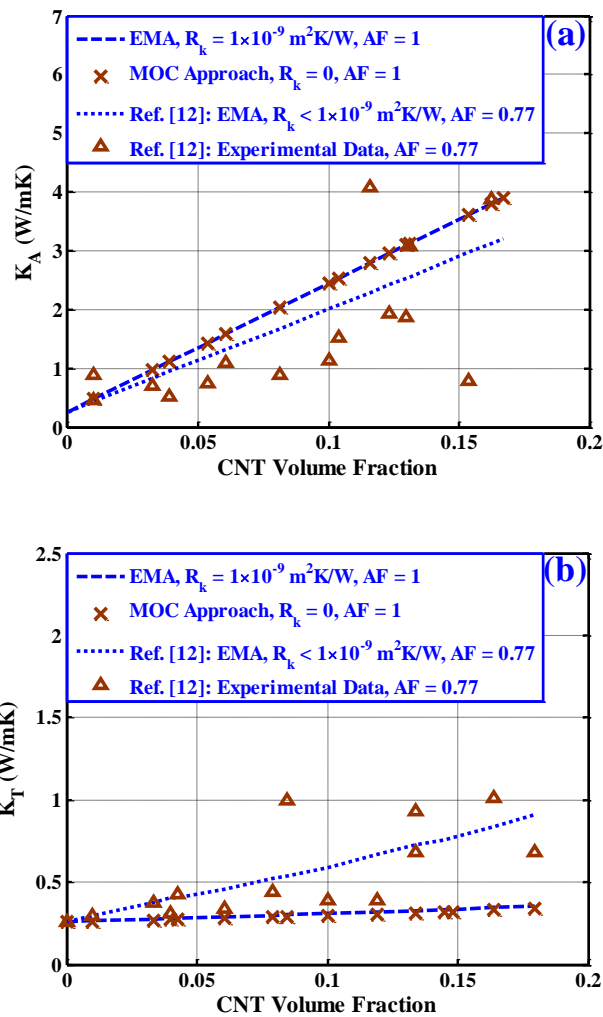 7
6
5
4
3
2
1
0
K_A (W/mK)
(a)
EMA, R_k = 1×10^-9 m^2K/W, AF = 1
MOC Approach, R_k = 0, AF = 1
Ref. [12]: EMA, R_k < 1×10^-9 m^2K/W, AF = 0.77
Ref. [12]: Experimental Data, AF = 0.77
0 0.05 0.1 0.15 0.2
CNT Volume Fraction
2.5
2
1.5
1
0.5
0
K_T (W/mK)
(b)
EMA, R_k = 1×10^-9 m^2K/W, AF = 1
MOC Approach, R_k = 0, AF = 1
Ref. [12]: EMA, R_k < 1×10^-9 m^2K/W, AF = 0.77
Ref. [12]: Experimental Data, AF = 0.77
0 0.05 0.1 0.15 0.2
CNT Volume Fraction